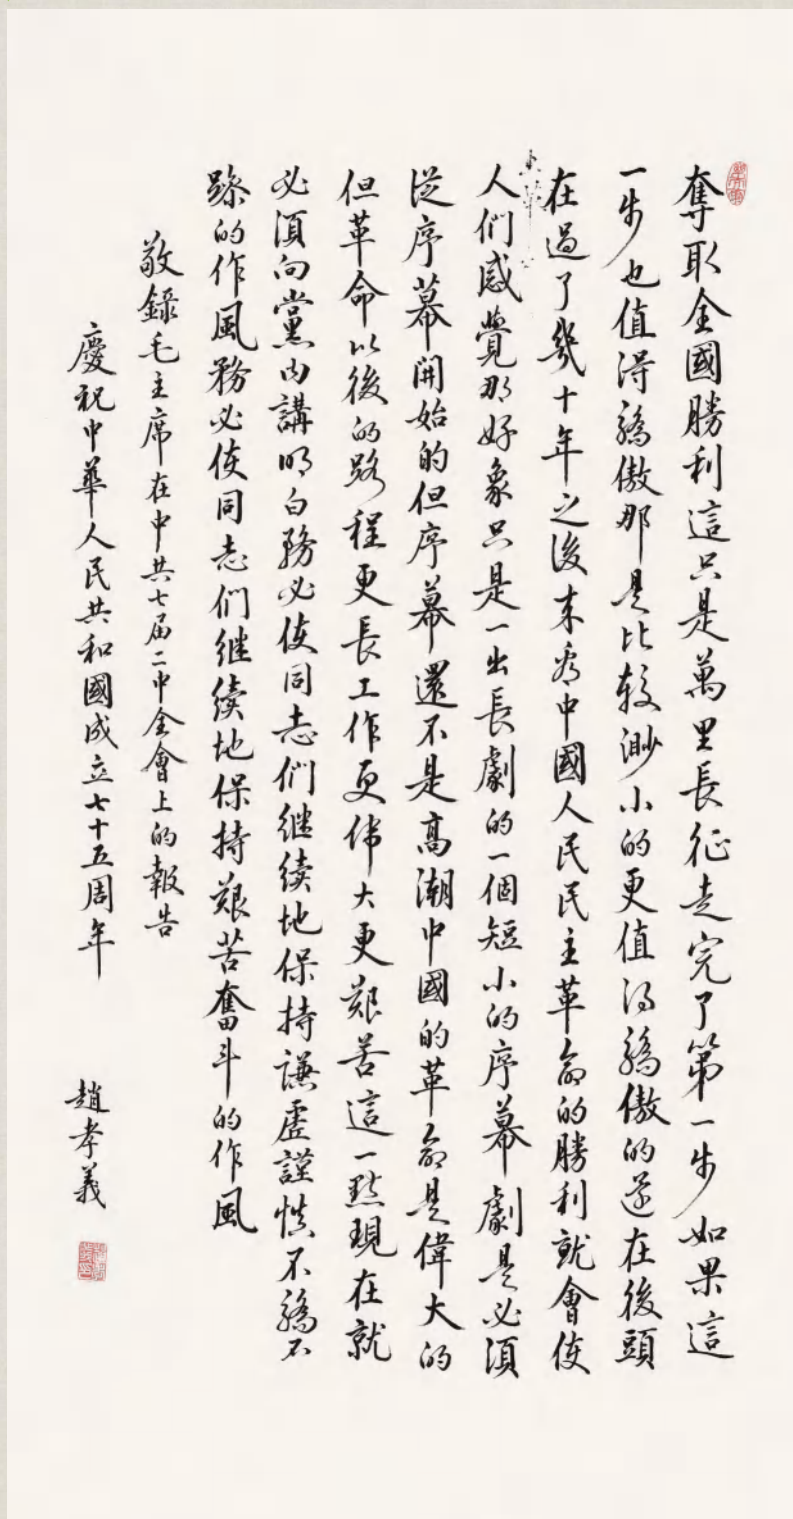 奪取全國勝利這只是萬里長征走完了第一步如果這
一步也值得驕傲那是比較渺小的更值得驕傲的還在後頭
在過了幾十年之後来看中國人民民主革命的勝利就會使
人們感覺那好象只是一出長劇的一個短小的序幕劇是必須
從序幕開始的但序幕還不是高潮中國的革命是偉大的
但革命以後的路程更長工作更偉大更艱苦這一點現在就
必須向黨内講明白務必使同志們继续地保持謙虚謹慎不驕不
躁的作風務必使同志們继续地保持艱苦奮斗的作風
敬錄毛主席在中共七届二中全會上的報告
慶祝中華人民共和國成立七十五周年
趙孝義